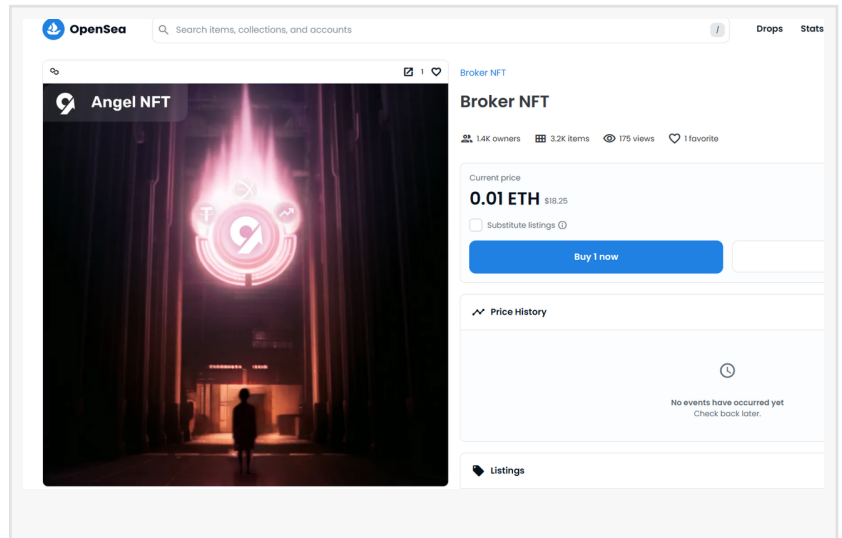 OpenSea
Search items, collections, and accounts
/
Drops
Stats
1
Angel NFT
Broker NFT
Broker NFT
1.4K owners
3.2K items
175 views
1 favorite
Current price
0.01 ETH $18.25
Substitute listings
Buy 1 now
Price History
No events have occurred yet
Check back later.
Listings